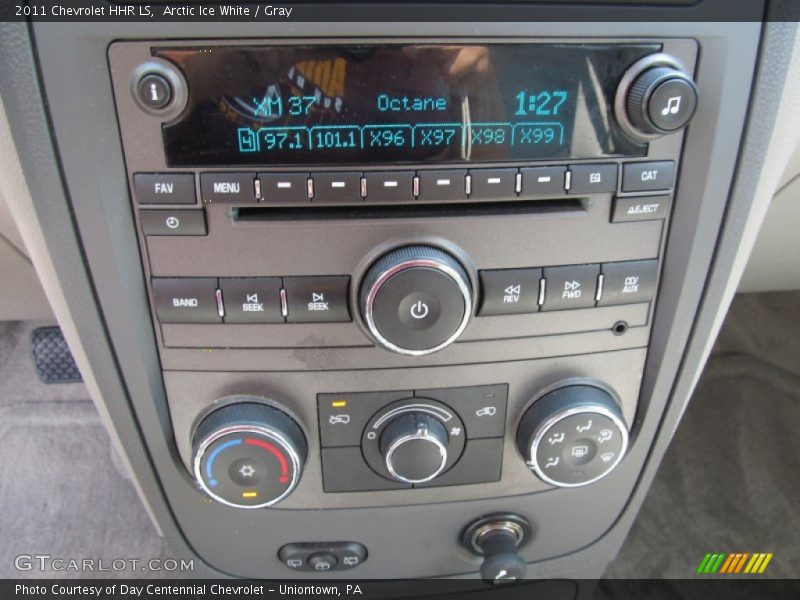 2011 Chevrolet HHR LS, Arctic Ice White / Gray
i
XM 37 Octane 1:27
4 97.1 101.1 X96 X97 X98 X99
FAV MENU EQ CAT
EJECT
BAND SEEK SEEK REV FWD CD/AUX
GTCARLOT.COM
Photo Courtesy of Day Centennial Chevrolet - Uniontown, PA